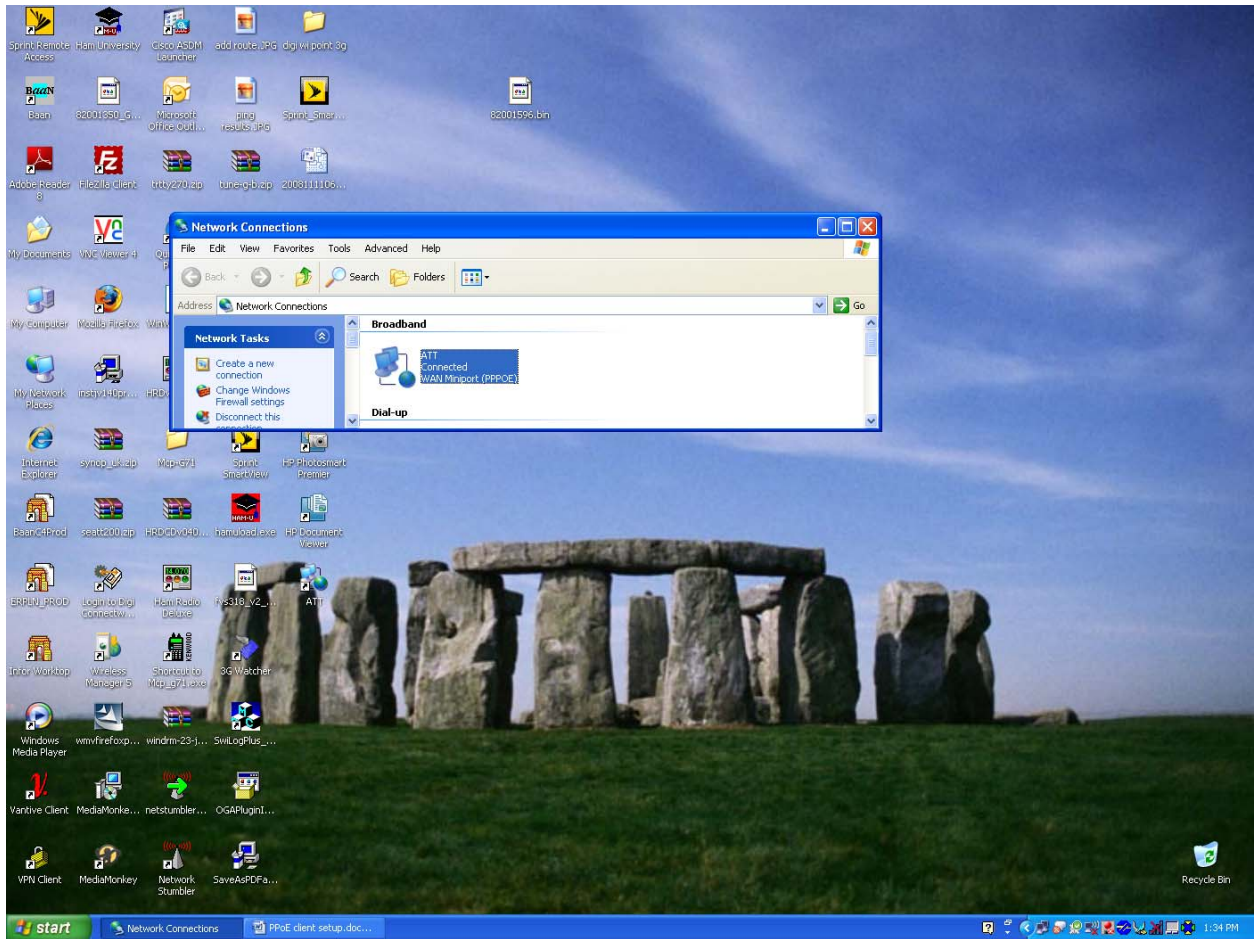 Sprint Remote Access
Ham University
Cisco ASDM Launcher
add route.JPG
digi wi point 3g
Baan
82001350_G...
Microsoft Office Outl...
ping results.JPG
Sprint_Smar...
82001596.bin
Adobe Reader 8
FileZilla Client
trtty270.zip
tune-g-b.zip
2008111106...
My Documents
VNC Viewer 4
My Computer
Mozilla Firefox
My Network Places
HRD
Network Connections
File Edit View Favorites Tools Advanced Help
Back Search Folders
Address Network Connections Go
Network Tasks
Create a new connection
Change Windows Firewall settings
Disconnect this connection
Broadband
ATT
Connected
WAN Miniport (PPPOE)
Dial-up
Internet Explorer
synop_uk.zip
Mcp-G71
Sprint SmartView
HP Photosmart Premier
BaanC4Prod
seatt200.zip
HRDCDv040...
hamuload.exe
HP Document Viewer
ERPLN_PROD
Login to Digi Connectw...
Ham Radio Deluxe
fvs318_v2_...
ATT
Infor Worktop
Wireless Manager 5
Shortcut to Mcp_g71.exe
3G Watcher
Windows Media Player
wmvfirefoxp...
windrm-23-j...
SwiLogPlus_...
Vantive Client
MediaMonke...
netstumbler...
OGAPluginI...
VPN Client
MediaMonkey
Network Stumbler
SaveAsPDFa...
Recycle Bin
start
Network Connections
PPoE client setup.doc...
1:34 PM